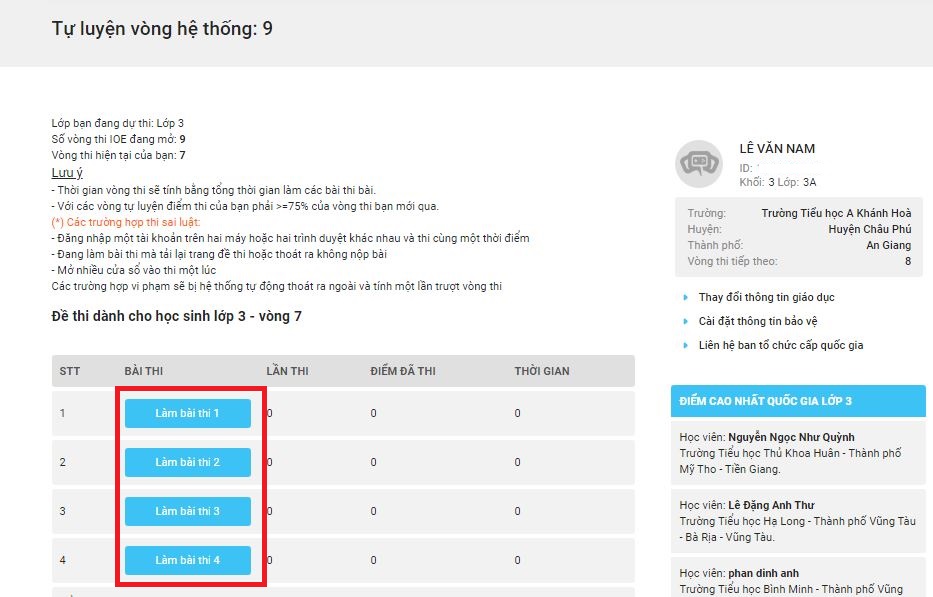 Tự luyện vòng hệ thống: 9
Lớp bạn đang dự thi: Lớp 3
Số vòng thi IOE đang mở: 9
Vòng thi hiện tại của bạn: 7
Lưu ý
- Thời gian vòng thi sẽ tính bằng tổng thời gian làm các bài thi bài.
- Với các vòng tự luyện điểm thi của bạn phải >=75% của vòng thi bạn mới qua.
(*) Các trường hợp thi sai luật:
- Đăng nhập một tài khoản trên hai máy hoặc hai trình duyệt khác nhau và thi cùng một thời điểm
- Đang làm bài thi mà tải lại trang đề thi hoặc thoát ra không nộp bài
- Mở nhiều cửa sổ vào thi một lúc
Các trường hợp vi phạm sẽ bị hệ thống tự động thoát ra ngoài và tính một lần trượt vòng thi
Đề thi dành cho học sinh lớp 3 - vòng 7
STT BÀI THI LẦN THI ĐIỂM ĐÃ THI THỜI GIAN
1 Làm bài thi 1 0 0 0
2 Làm bài thi 2 0 0 0
3 Làm bài thi 3 0 0 0
4 Làm bài thi 4 0 0 0
LÊ VĂN NAM
ID:
Khối: 3 Lớp: 3A
Trường: Trường Tiểu học A Khánh Hoà
Huyện: Huyện Châu Phú
Thành phố: An Giang
Vòng thi tiếp theo: 8
Thay đổi thông tin giáo dục
Cài đặt thông tin bảo vệ
Liên hệ ban tổ chức cấp quốc gia
ĐIỂM CAO NHẤT QUỐC GIA LỚP 3
Học viên: Nguyễn Ngọc Như Quỳnh
Trường Tiểu học Thủ Khoa Huân - Thành phố
Mỹ Tho - Tiền Giang.
Học viên: Lê Đặng Anh Thư
Trường Tiểu học Hạ Long - Thành phố Vũng Tàu
- Bà Rịa - Vũng Tàu.
Học viên: phan dinh anh
Trường Tiểu học Bình Minh - Thành phố Vũng